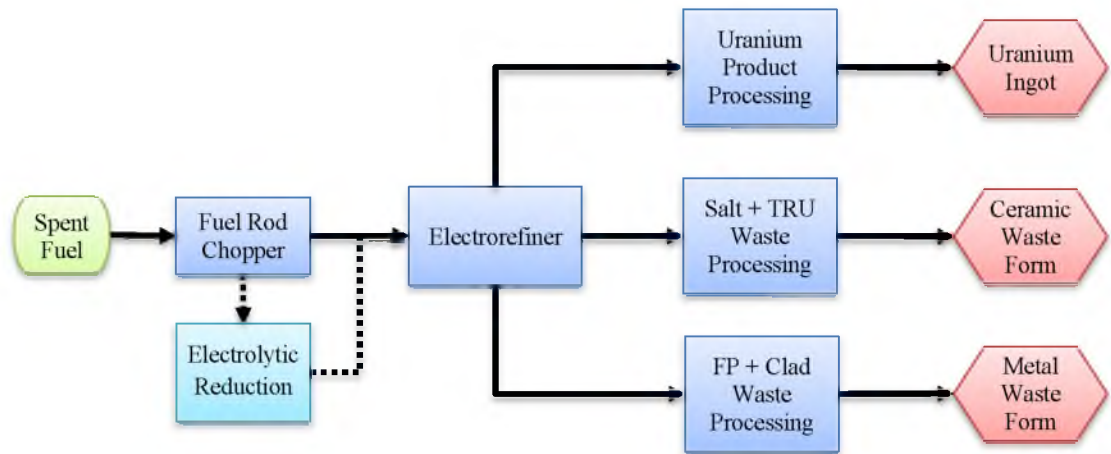 Spent
Fuel
Fuel Rod
Chopper
Electrolytic
Reduction
Electrorefiner
Uranium
Product
Processing
Uranium
Ingot
Salt + TRU
Waste
Processing
Ceramic
Waste
Form
FP + Clad
Waste
Processing
Metal
Waste
Form